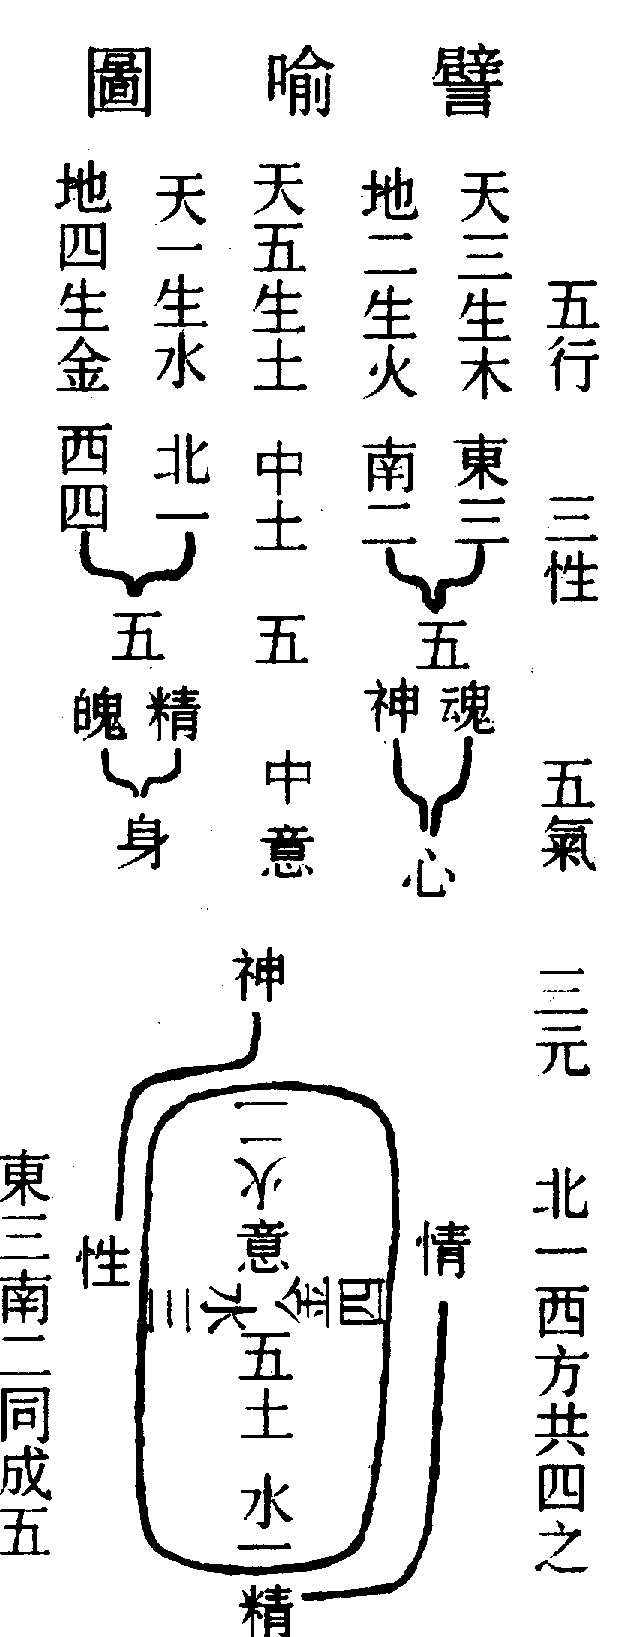 譬喻圖
五行
三性
五氣
三元
北一西方共四之
天三生木
東三
地二生火
南二
五
魂
神
心
天五生土
中土
五
中意
天一生水
北一
地四生金
西四
五
精
魄
身
神
二火
意
情
四金
三水
性
五土
水一
精
東三南二同成五